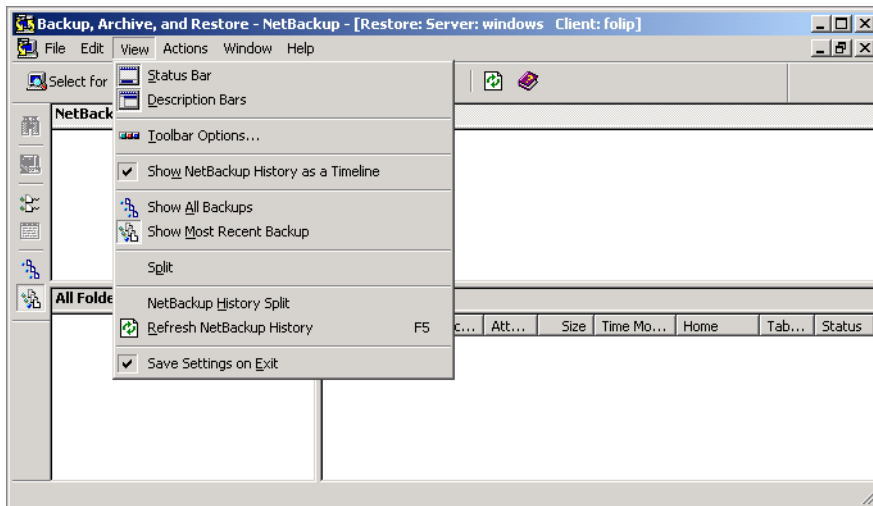 Backup, Archive, and Restore - NetBackup - [Restore: Server: windows Client: folip]
File Edit View Actions Window Help
Select for
Status Bar
Description Bars
NetBack
Toolbar Options...
Show NetBackup History as a Timeline
Show All Backups
Show Most Recent Backup
Split
All Folde
NetBackup History Split
Refresh NetBackup History F5
c... Att... Size Time Mo... Home Tab... Status
Save Settings on Exit